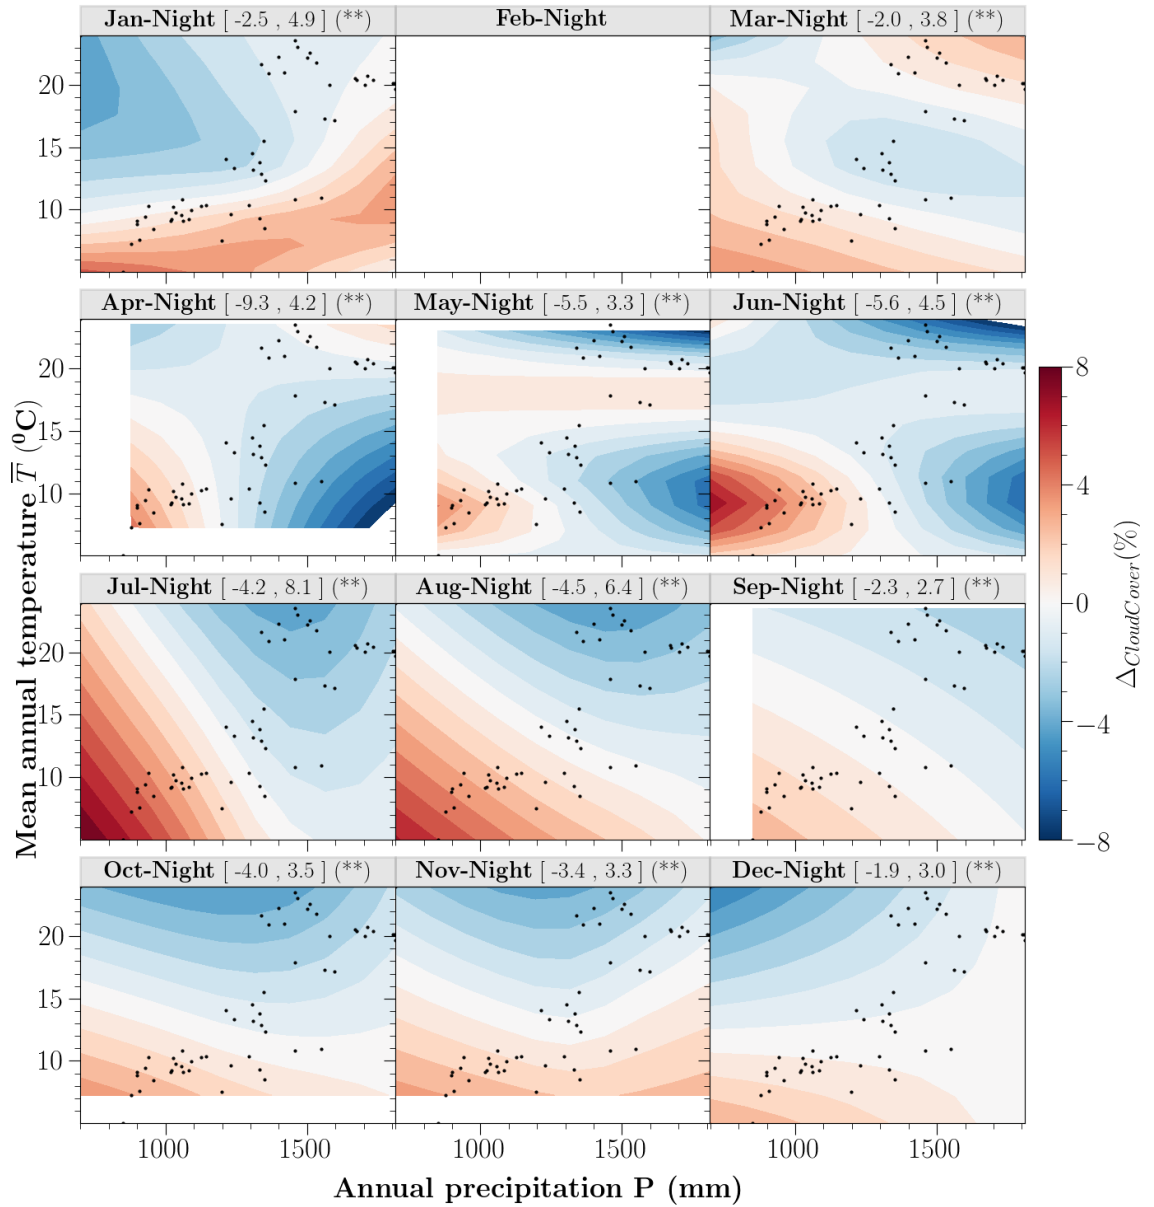 Jan-Night [ -2.5 , 4.9] (**)
Feb-Night
Mar-Night [ -2.0 , 3.8] (**)
20
15
10
Apr-Night [ -9.3 , 4.2] (**)
May-Night [ -5.5 , 3.3] (**)
Jun-Night [ -5.6 , 4.5] (**)
20
15
10
Jul-Night [ -4.2 , 8.1] (**)
Aug-Night [ -4.5 , 6.4] (**)
Sep-Night [ -2.3 , 2.7] (**)
20
15
10
Oct-Night [ -4.0 , 3.5] (**)
Nov-Night [ -3.4 , 3.3] (**)
Dec-Night [ -1.9 , 3.0] (**)
20
15
10
1000 1500 1000 1500 1000 1500
Annual precipitation P (mm)
Mean annual temperature T̅ (⁰C)
8
4
0
−4
−8
ΔCloudCover(%)